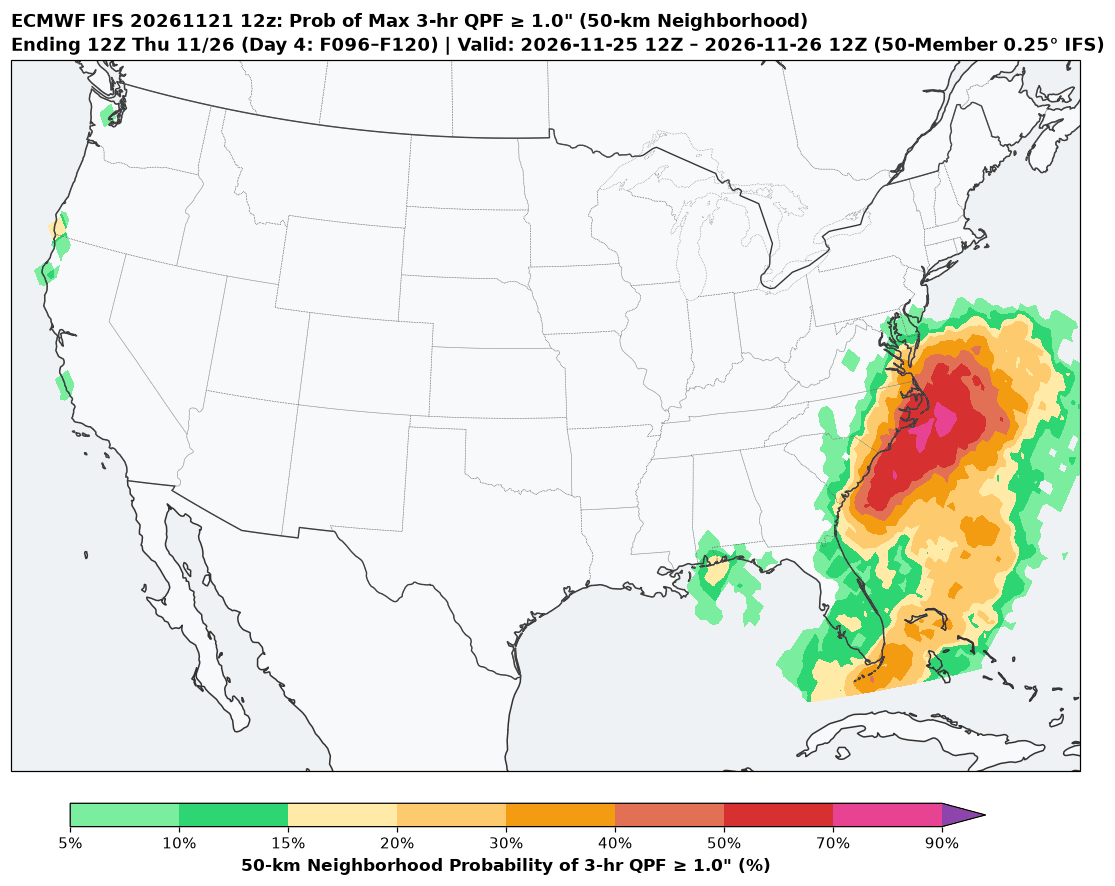 ECMWF IFS 20261121 12z: Prob of Max 3-hr QPF ≥ 1.0" (50-km Neighborhood)
Ending 12Z Thu 11/26 (Day 4: F096–F120) | Valid: 2026-11-25 12Z – 2026-11-26 12Z (50-Member 0.25° IFS)
5% 10% 15% 20% 30% 40% 50% 70% 90%
50-km Neighborhood Probability of 3-hr QPF ≥ 1.0" (%)